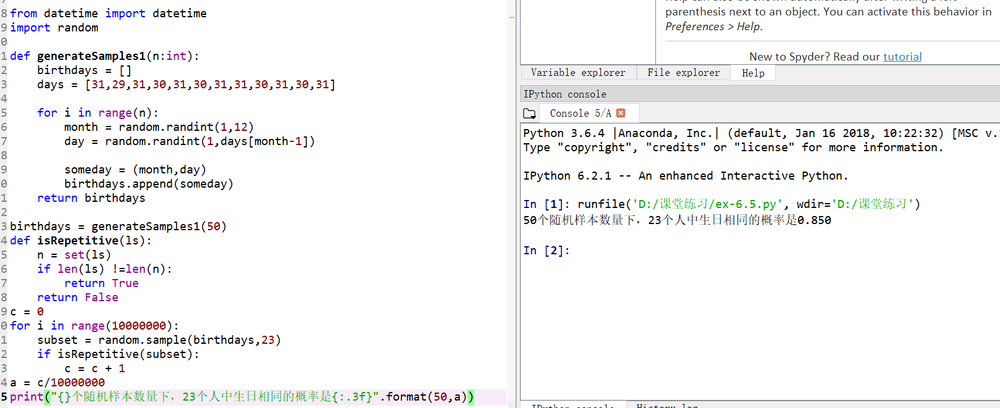 8 from datetime import datetime
9 import random
0
1 def generateSamples1(n:int):
2 birthdays = []
3 days = [31,29,31,30,31,30,31,31,30,31,30,31]
4
5 for i in range(n):
6 month = random.randint(1,12)
7 day = random.randint(1,days[month-1])
8
9 someday = (month,day)
0 birthdays.append(someday)
1 return birthdays
2
3 birthdays = generateSamples1(50)
4 def isRepetitive(ls):
5 n = set(ls)
6 if len(ls) !=len(n):
7 return True
8 return False
9 c = 0
0 for i in range(10000000):
1 subset = random.sample(birthdays,23)
2 if isRepetitive(subset):
3 c = c + 1
4 a = c/10000000
5 print("{}个随机样本数量下，23个人中生日相同的概率是{:.3f}".format(50,a))
parenthesis next to an object. You can activate this behavior in
Preferences > Help.
New to Spyder? Read our tutorial
Variable explorer File explorer Help
IPython console
Console 5/A
Python 3.6.4 |Anaconda, Inc.| (default, Jan 16 2018, 10:22:32) [MSC v.
Type "copyright", "credits" or "license" for more information.
IPython 6.2.1 -- An enhanced Interactive Python.
In [1]: runfile('D:/课堂练习/ex-6.5.py', wdir='D:/课堂练习')
50个随机样本数量下，23个人中生日相同的概率是0.850
In [2]:
IPython console History log